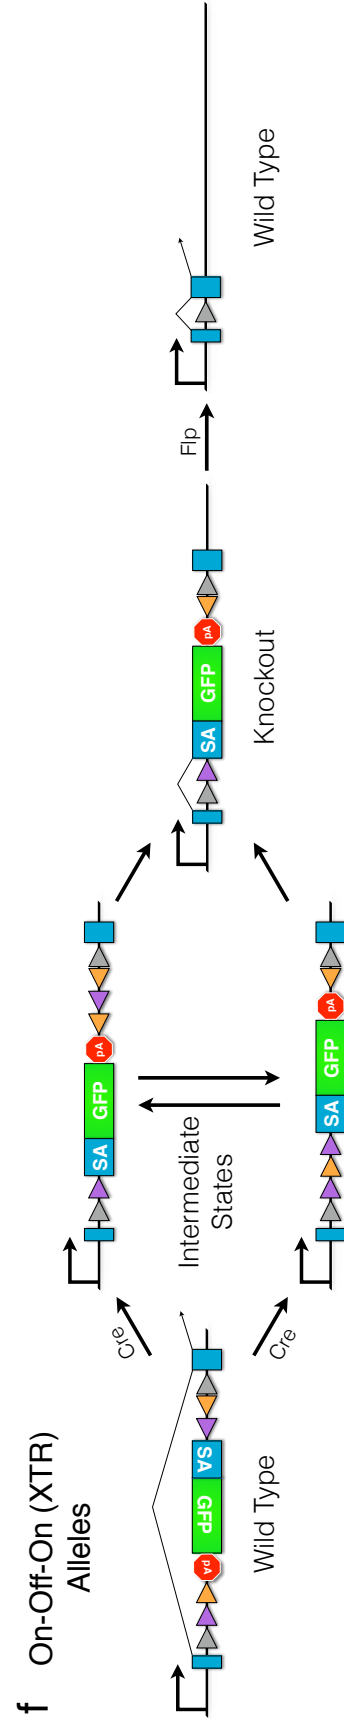 f
On-Off-On (XTR)
Alleles
Cre
Cre
SA
GFP
pA
Intermediate
States
SA
GFP
pA
pA
GFP
SA
Wild Type
SA
GFP
pA
Knockout
Flp
Wild Type